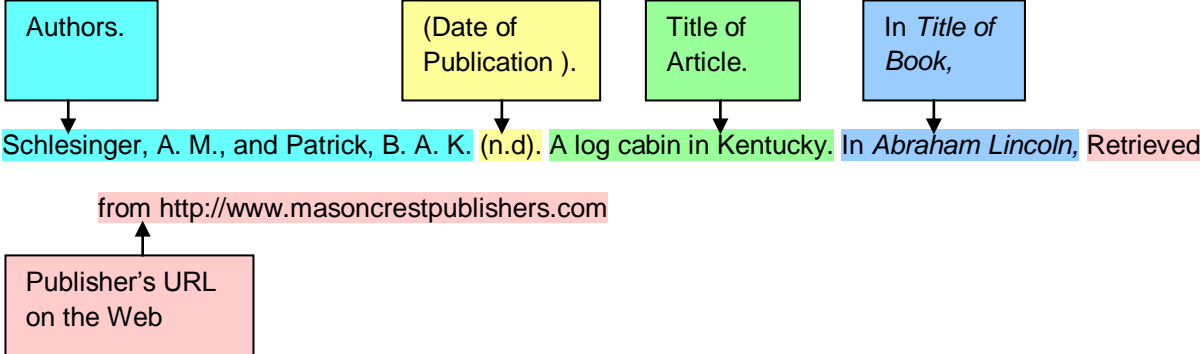 Authors.
(Date of
Publication ).
Title of
Article.
In Title of
Book,
Schlesinger, A. M., and Patrick, B. A. K. (n.d). A log cabin in Kentucky. In Abraham Lincoln, Retrieved
from http://www.masoncrestpublishers.com
Publisher’s URL
on the Web